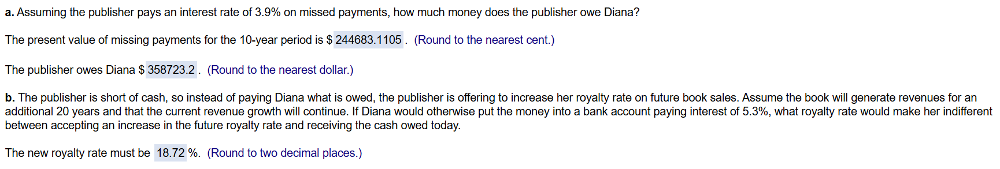 a. Assuming the publisher pays an interest rate of 3.9% on missed payments, how much money does the publisher owe Diana?
The present value of missing payments for the 10-year period is $ 244683.1105 . (Round to the nearest cent.)
The publisher owes Diana $ 358723.2 . (Round to the nearest dollar.)
b. The publisher is short of cash, so instead of paying Diana what is owed, the publisher is offering to increase her royalty rate on future book sales. Assume the book will generate revenues for an
additional 20 years and that the current revenue growth will continue. If Diana would otherwise put the money into a bank account paying interest of 5.3%, what royalty rate would make her indifferent
between accepting an increase in the future royalty rate and receiving the cash owed today.
The new royalty rate must be 18.72 %. (Round to two decimal places.)